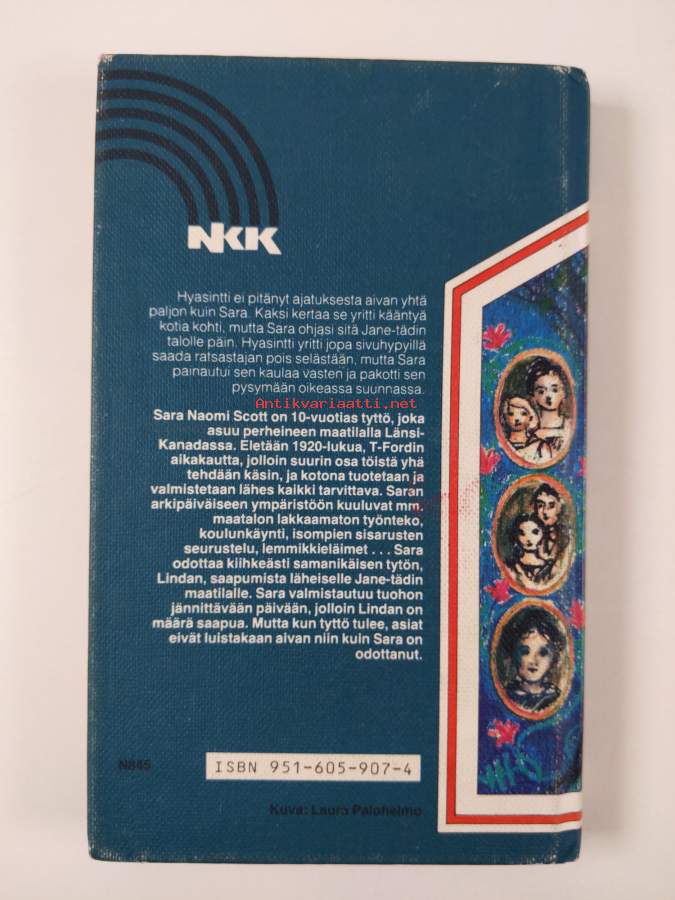 NKK
Hyasintti ei pitänyt ajatuksesta aivan yhtä
paljon kuin Sara. Kaksi kertaa se yritti kääntyä
kotia kohti, mutta Sara ohjasi sitä Jane-tädin
talolle päin. Hyasintti yritti jopa sivuhypyillä
saada ratsastajan pois selästään, mutta Sara
painautui sen kaulaa vasten ja pakotti sen
pysymään oikeassa suunnassa.
Antikvariaatti.net
Sara Naomi Scott on 10-vuotias tyttö, joka
asuu perheineen maatilalla Länsi-
Kanadassa. Eletään 1920-lukua, T-Fordin
aikakautta, jolloin suurin osa töistä yhä
tehdään käsin, ja kotona tuotetaan ja
valmistetaan lähes kaikki tarvittava. Saran
arkipäiväiseen ympäristöön kuuluvat mm.
maatalon lakkaamaton työnteko,
koulunkäynti, isompien sisarusten
seurustelu, lemmikkieläimet . . . Sara
odottaa kiihkeästi samanikäisen tytön,
Lindan, saapumista läheiselle Jane-tädin
maatilalle. Sara valmistautuu tuohon
jännittävään päivään, jolloin Lindan on
määrä saapua. Mutta kun tyttö tulee, asiat
eivät luistakaan aivan niin kuin Sara on
odottanut.
N845
ISBN 951-605-907-4
Kuva: Laura Paloheimo